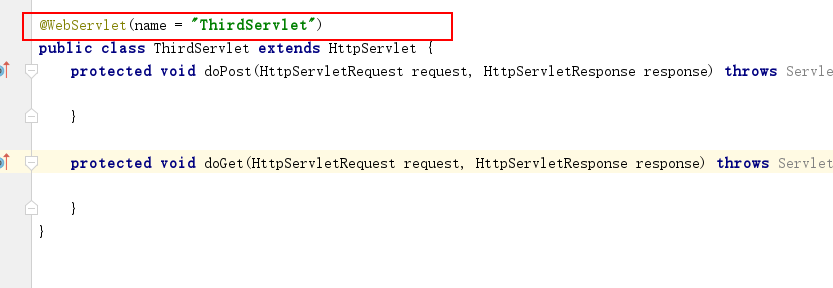 @WebServlet(name = "ThirdServlet")
public class ThirdServlet extends HttpServlet {
protected void doPost(HttpServletRequest request, HttpServletResponse response) throws Servlet
}
protected void doGet(HttpServletRequest request, HttpServletResponse response) throws Servlet
}
}